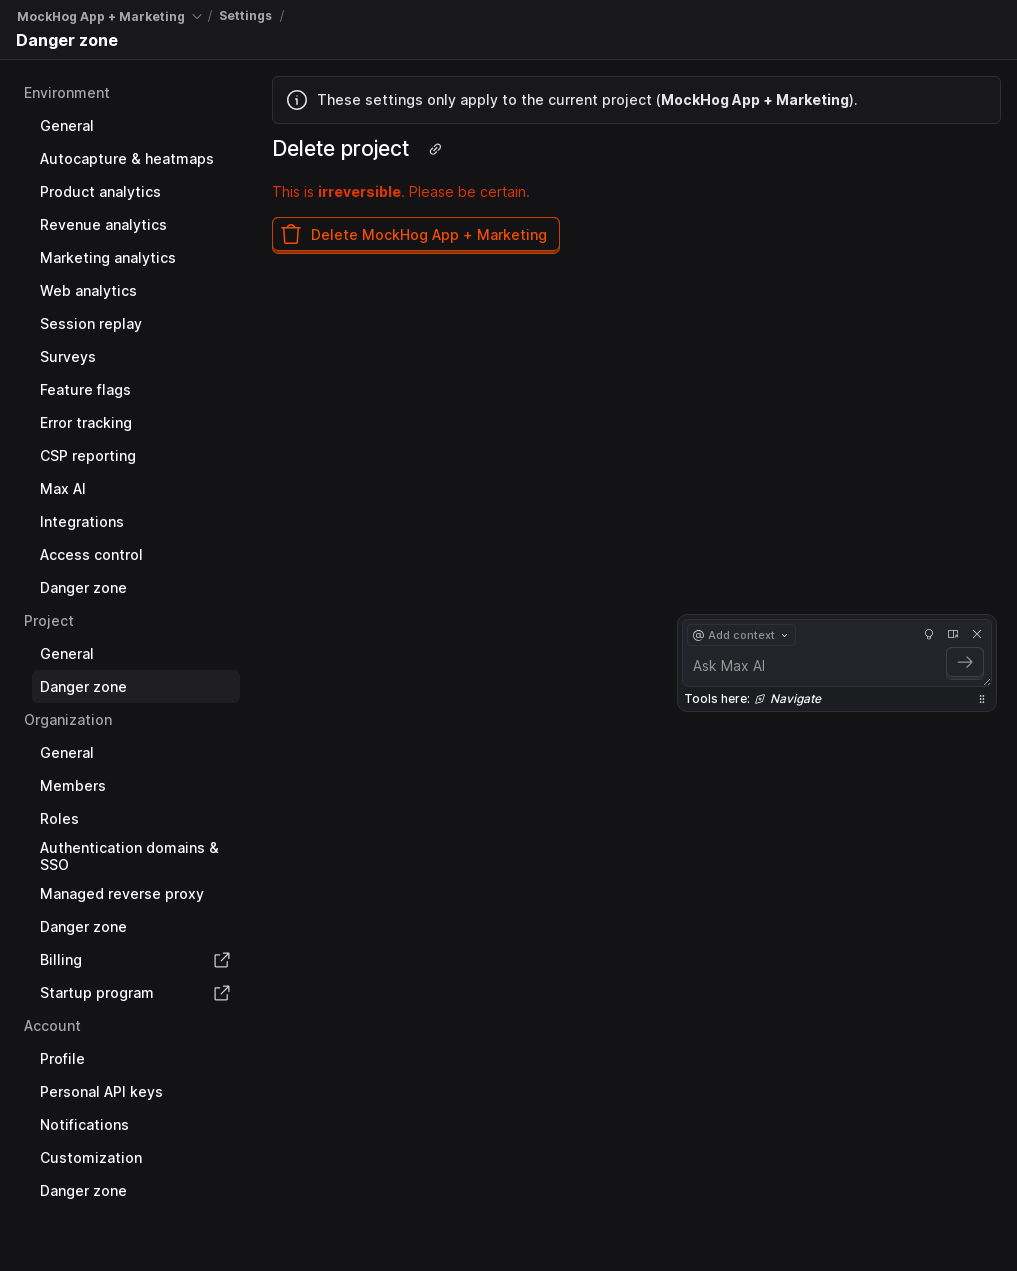 MockHog App + Marketing / Settings /
Danger zone
Environment
General
Autocapture & heatmaps
Product analytics
Revenue analytics
Marketing analytics
Web analytics
Session replay
Surveys
Feature flags
Error tracking
CSP reporting
Max AI
Integrations
Access control
Danger zone
Project
General
Danger zone
Organization
General
Members
Roles
Authentication domains &
SSO
Managed reverse proxy
Danger zone
Billing
Startup program
Account
Profile
Personal API keys
Notifications
Customization
Danger zone
These settings only apply to the current project (MockHog App + Marketing).
Delete project
This is irreversible. Please be certain.
Delete MockHog App + Marketing
@ Add context
Ask Max AI
Tools here: Navigate